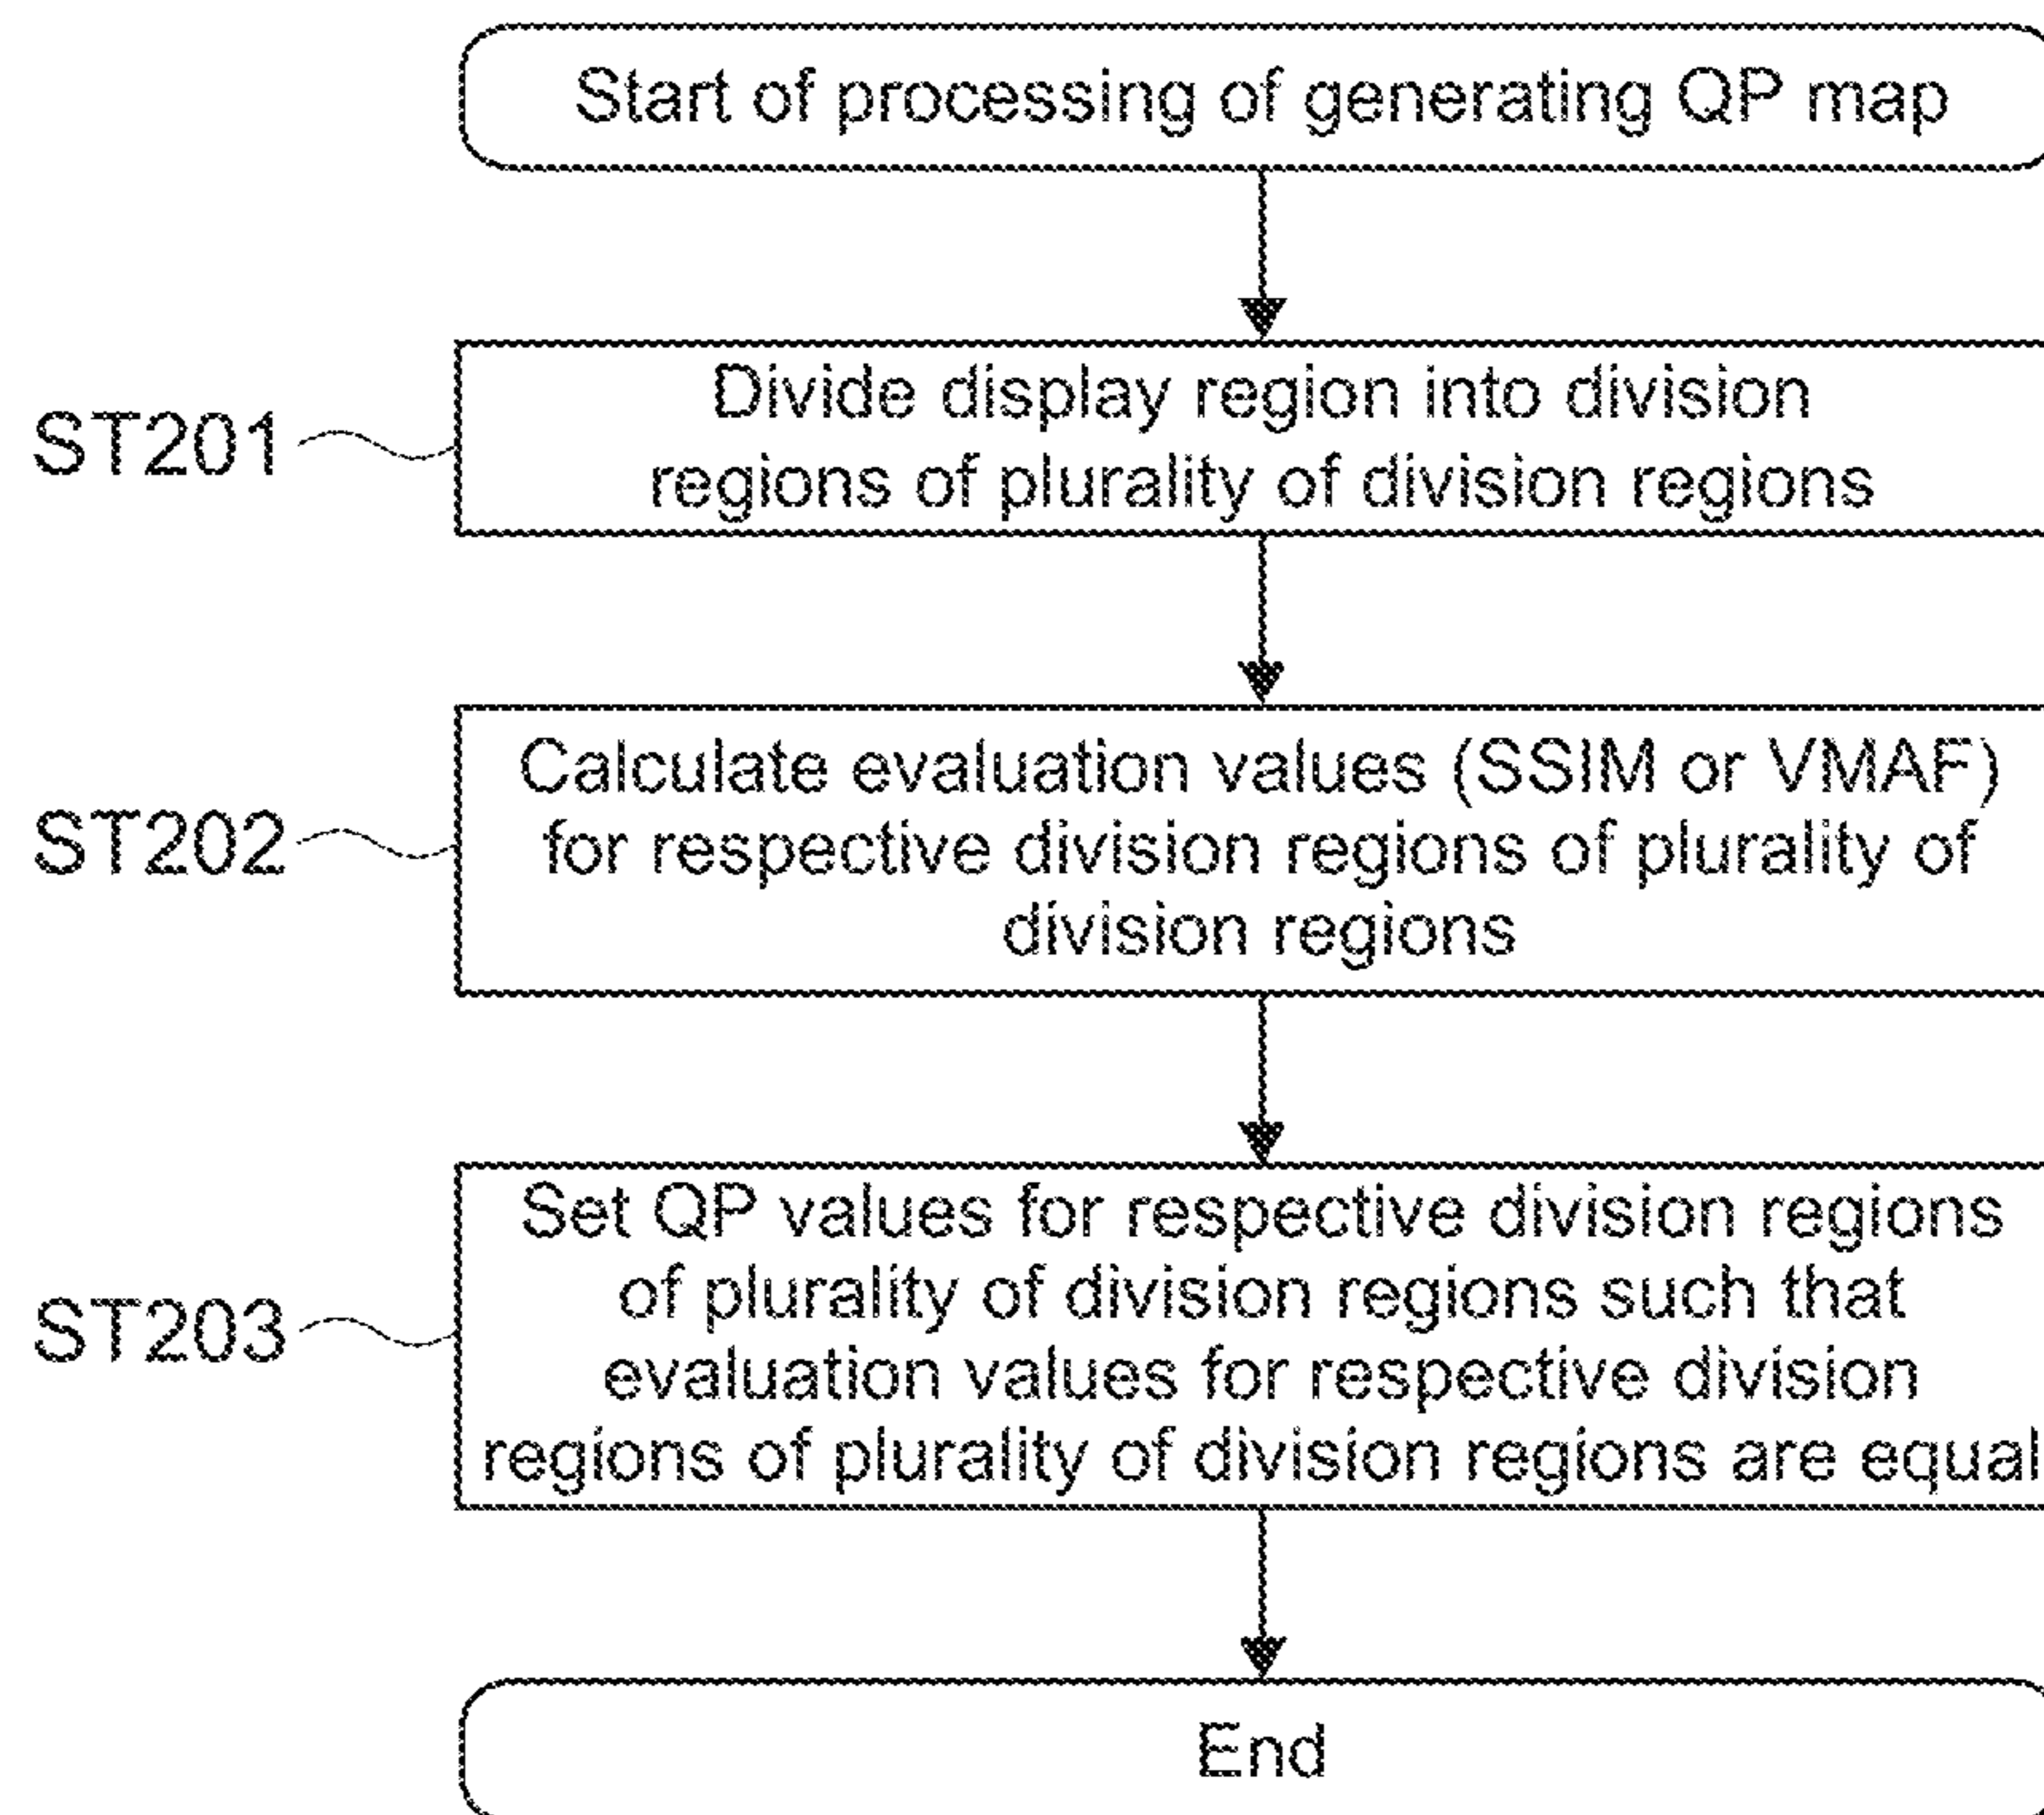 Start of processing of generating QP map
ST201
Divide display region into division
regions of plurality of division regions
ST202
Calculate evaluation values (SSIM or VMAF)
for respective division regions of plurality of
division regions
ST203
Set QP values for respective division regions
of plurality of division regions such that
evaluation values for respective division
regions of plurality of division regions are equal
End